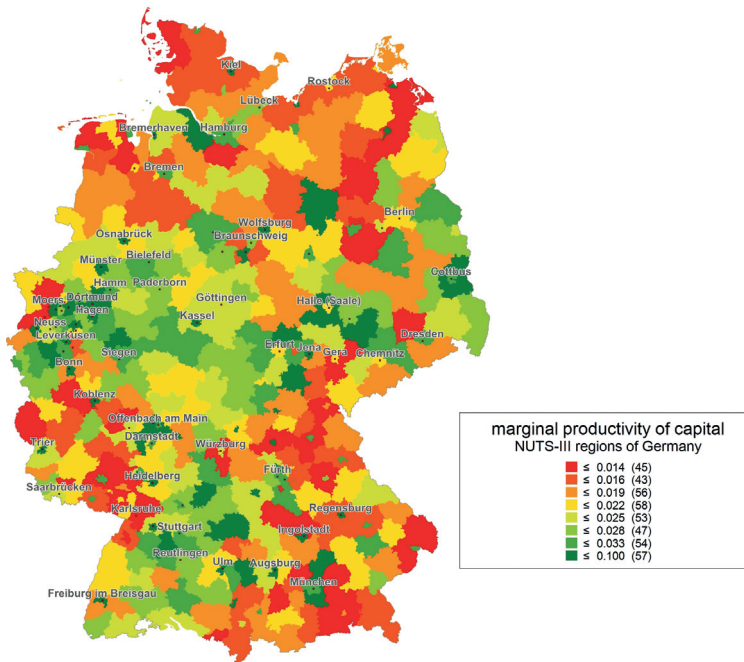 Kiel
Rostock
Lübeck
Bremerhaven
Hamburg
Bremen
Berlin
Wolfsburg
Osnabrück
Braunschweig
Münster
Bielefeld
Cottbus
Hamm
Paderborn
Göttingen
Moers
Dortmund
Halle (Saale)
Hagen
Kassel
Neuss
Leverkusen
Dresden
Erfurt
Jena
Gera
Chemnitz
Siegen
Bonn
Koblenz
Offenbach am Main
Trier
Darmstadt
Würzburg
Fürth
Heidelberg
Saarbrücken
Karlsruhe
Regensburg
Stuttgart
Ingolstadt
Reutlingen
Ulm
Augsburg
München
Freiburg im Breisgau
marginal productivity of capital
NUTS-III regions of Germany
≤ 0.014 (45)
≤ 0.016 (43)
≤ 0.019 (56)
≤ 0.022 (58)
≤ 0.025 (53)
≤ 0.028 (47)
≤ 0.033 (54)
≤ 0.100 (57)